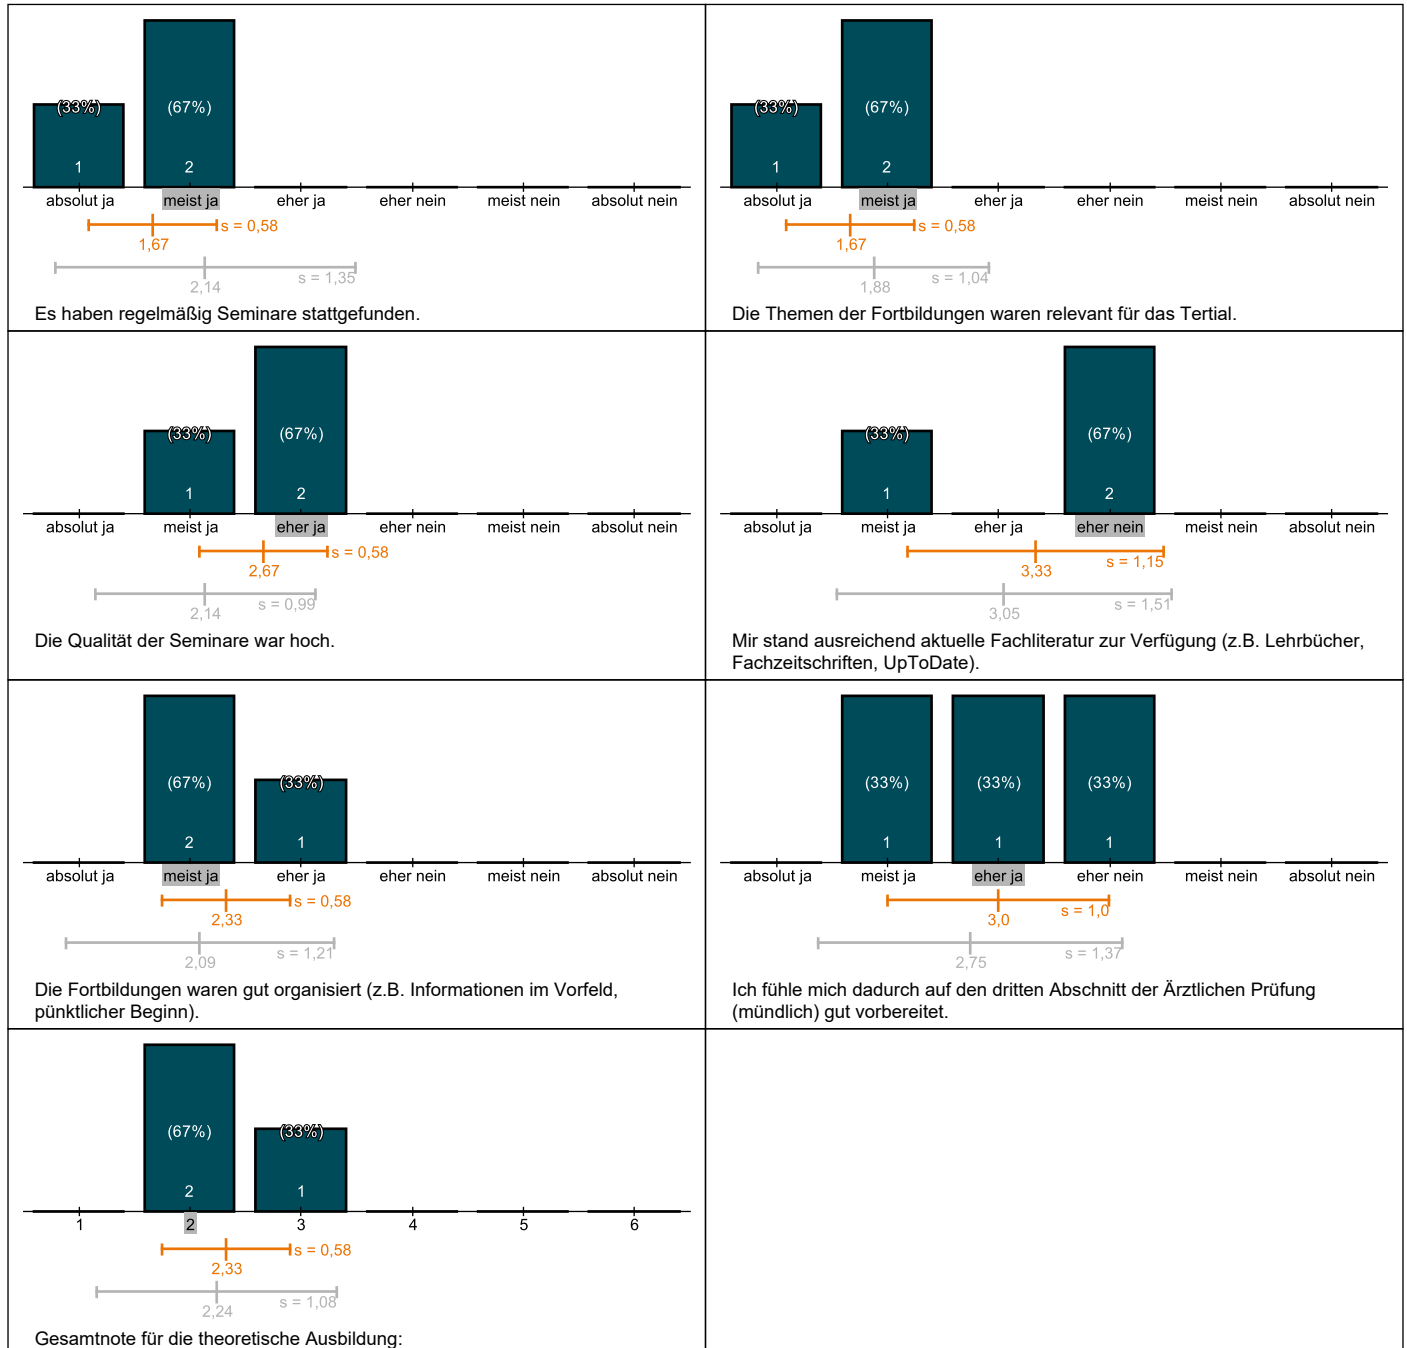 (33%)
(67%)
1
2
absolut ja
meist ja
eher ja
eher nein
meist nein
absolut nein
s = 0,58
1,67
s = 1,35
2,14
Es haben regelmäßig Seminare stattgefunden.
(33%)
(67%)
1
2
absolut ja
meist ja
eher ja
eher nein
meist nein
absolut nein
s = 0,58
1,67
s = 1,04
1,88
Die Themen der Fortbildungen waren relevant für das Tertial.
(33%)
(67%)
1
2
absolut ja
meist ja
eher ja
eher nein
meist nein
absolut nein
s = 0,58
2,67
s = 0,99
2,14
Die Qualität der Seminare war hoch.
(33%)
(67%)
1
2
absolut ja
meist ja
eher ja
eher nein
meist nein
absolut nein
s = 1,15
3,33
s = 1,51
3,05
Mir stand ausreichend aktuelle Fachliteratur zur Verfügung (z.B. Lehrbücher,
Fachzeitschriften, UpToDate).
(67%)
(33%)
2
1
absolut ja
meist ja
eher ja
eher nein
meist nein
absolut nein
s = 0,58
2,33
s = 1,21
2,09
Die Fortbildungen waren gut organisiert (z.B. Informationen im Vorfeld,
pünktlicher Beginn).
(33%)
(33%)
(33%)
1
1
1
absolut ja
meist ja
eher ja
eher nein
meist nein
absolut nein
s = 1,0
3,0
s = 1,37
2,75
Ich fühle mich dadurch auf den dritten Abschnitt der Ärztlichen Prüfung
(mündlich) gut vorbereitet.
(67%)
(33%)
2
1
1
2
3
4
5
6
s = 0,58
2,33
s = 1,08
2,24
Gesamtnote für die theoretische Ausbildung: